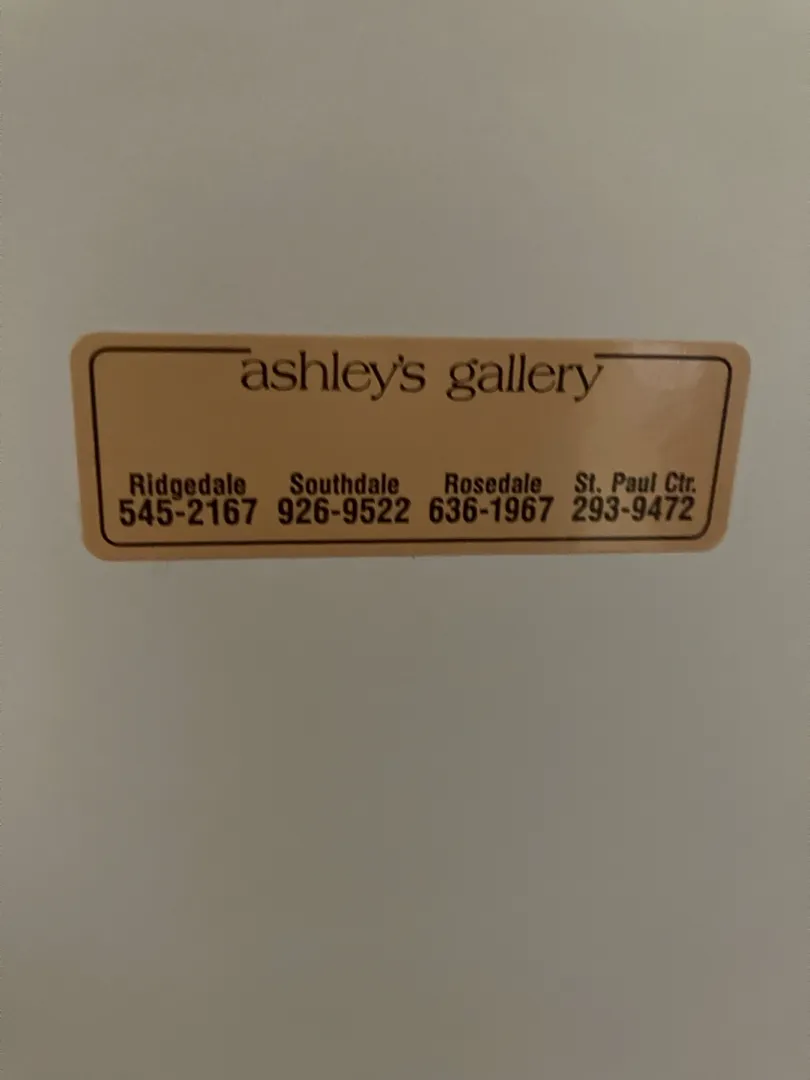 ashley's gallery
Ridgedale Southdale Rosedale St. Paul Ctr.
545-2167 926-9522 636-1967 293-9472